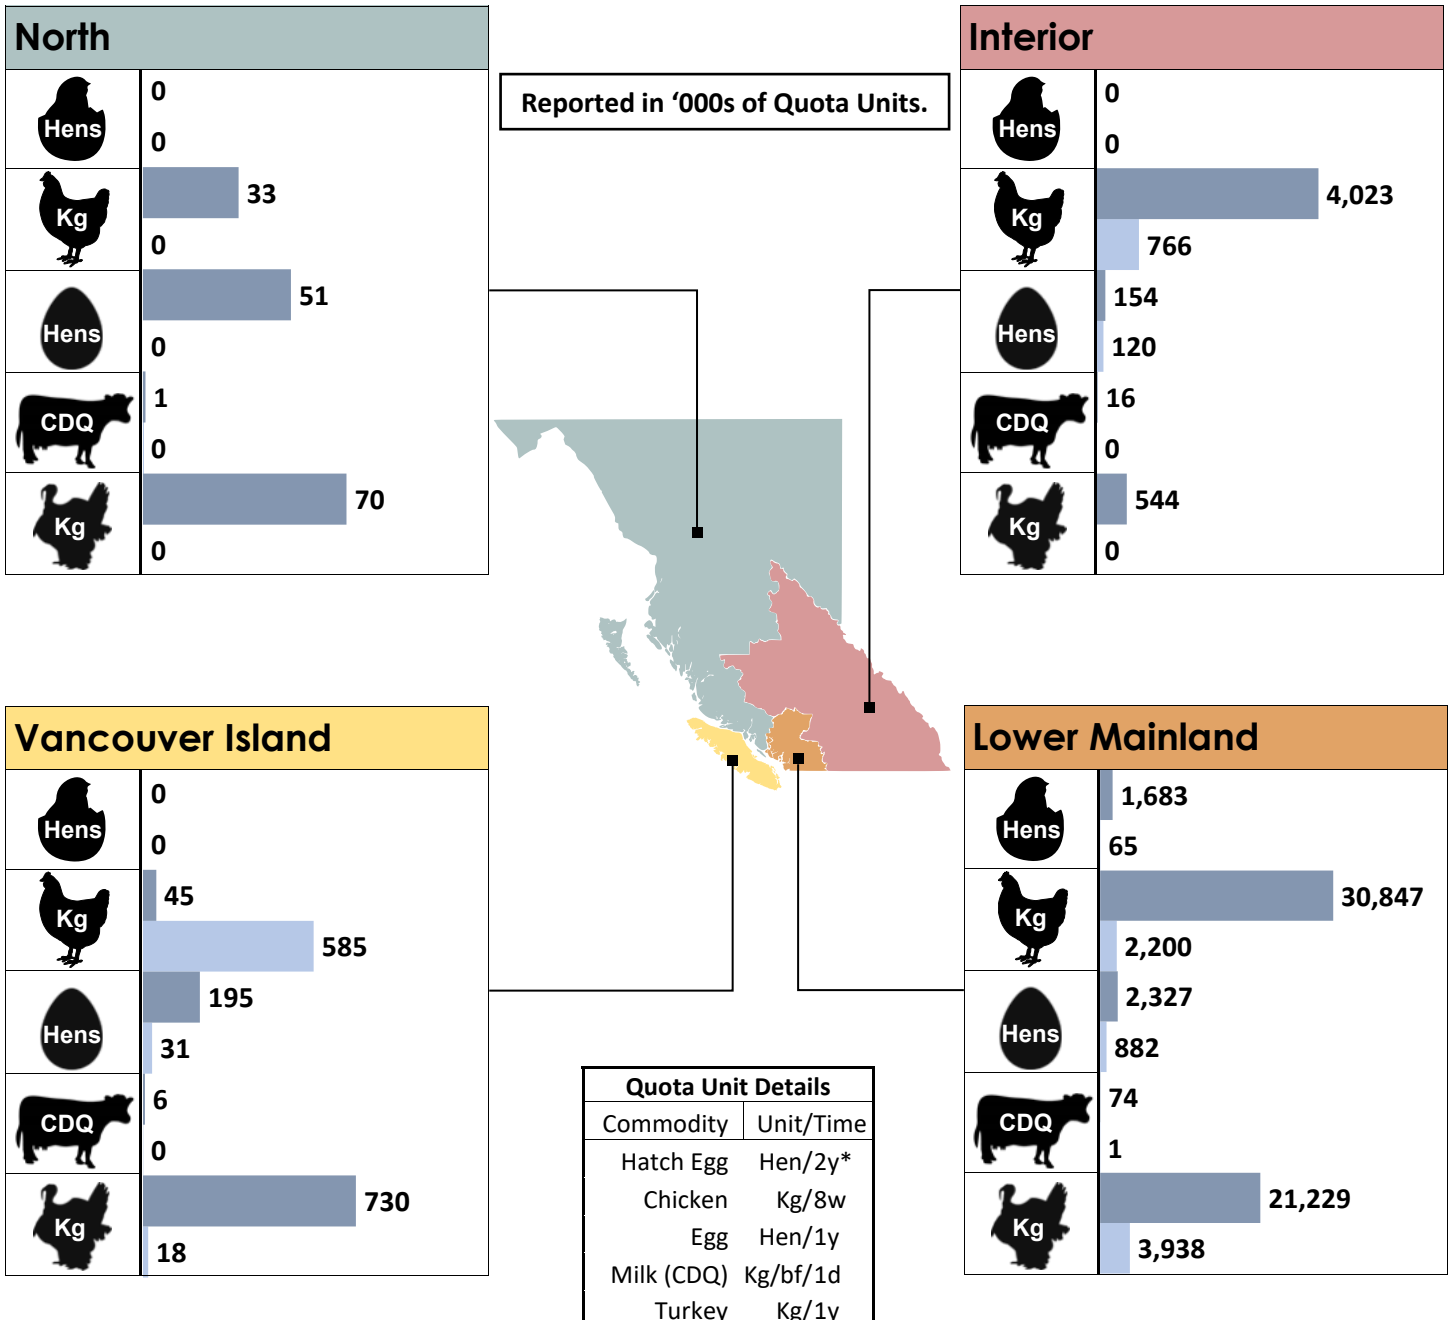 North
Hens
0
0
Kg
33
0
Hens
51
0
CDQ
1
0
Kg
70
0
Reported in ‘000s of Quota Units.
Interior
Hens
0
0
Kg
4,023
766
Hens
154
120
CDQ
16
0
Kg
544
0
Vancouver Island
Hens
0
0
Kg
45
585
Hens
195
31
CDQ
6
0
Kg
730
18
Lower Mainland
Hens
1,683
65
Kg
30,847
2,200
Hens
2,327
882
CDQ
74
1
Kg
21,229
3,938
Quota Unit Details
Commodity Unit/Time
Hatch Egg Hen/2y*
Chicken Kg/8w
Egg Hen/1y
Milk (CDQ) Kg/bf/1d
Turkey Kg/1y